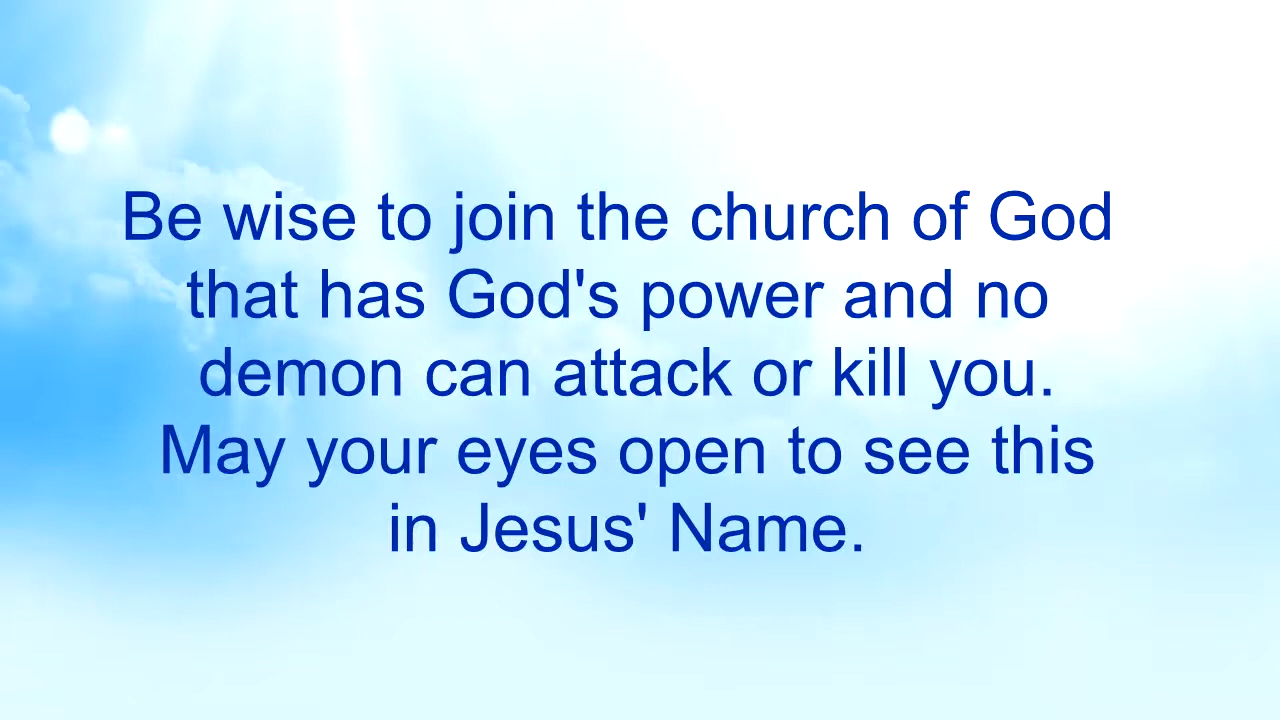 Be wise to join the church of God
that has God's power and no
demon can attack or kill you.
May your eyes open to see this
in Jesus' Name.